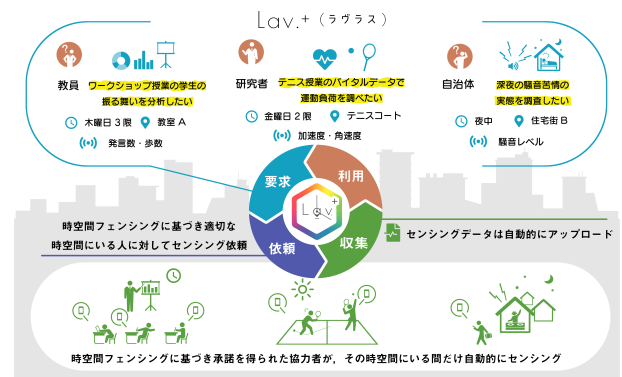 Lav.+（ラヴラス）
教員
ワークショップ授業の学生の
振る舞いを分析したい
木曜日3限
教室A
発言数・歩数
研究者
テニス授業のバイタルデータで
運動負荷を調べたい
金曜日2限
テニスコート
加速度・角速度
自治体
深夜の騒音苦情の
実態を調査したい
夜中
住宅街B
騒音レベル
要求
利用
Lav+
依頼
収集
時空間フェンシングに基づき適切な
時空間にいる人に対してセンシング依頼
センシングデータは自動的にアップロード
時空間フェンシングに基づき承諾を得られた協力者が，その時空間にいる間だけ自動的にセンシング